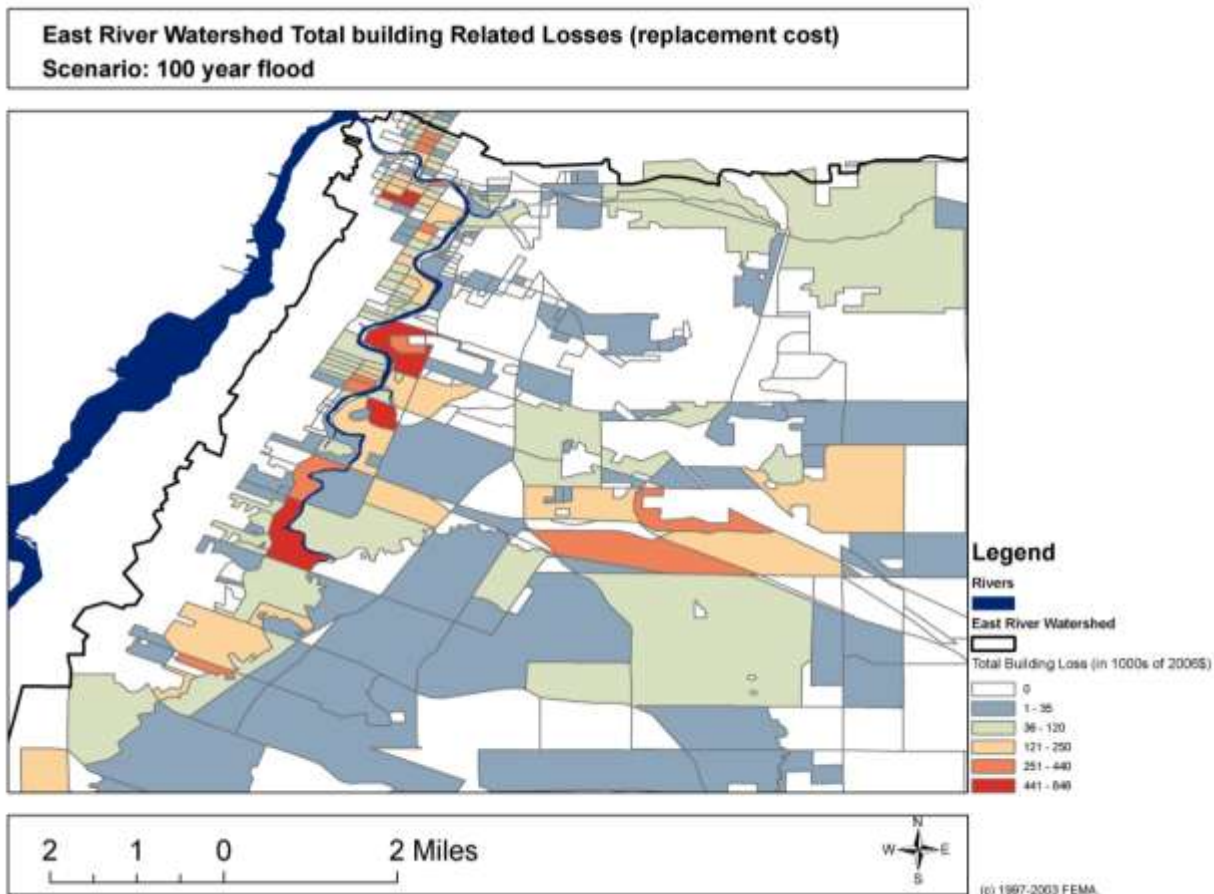 East River Watershed Total building Related Losses (replacement cost)
Scenario: 100 year flood
Legend
Rivers
East River Watershed
Total Building Loss (in 1000s of 2006$)
0
1 - 35
36 - 120
121 - 250
251 - 440
441 - 846
2 1 0 2 Miles
N
W E
S
(c) 1997-2003 FEMA.